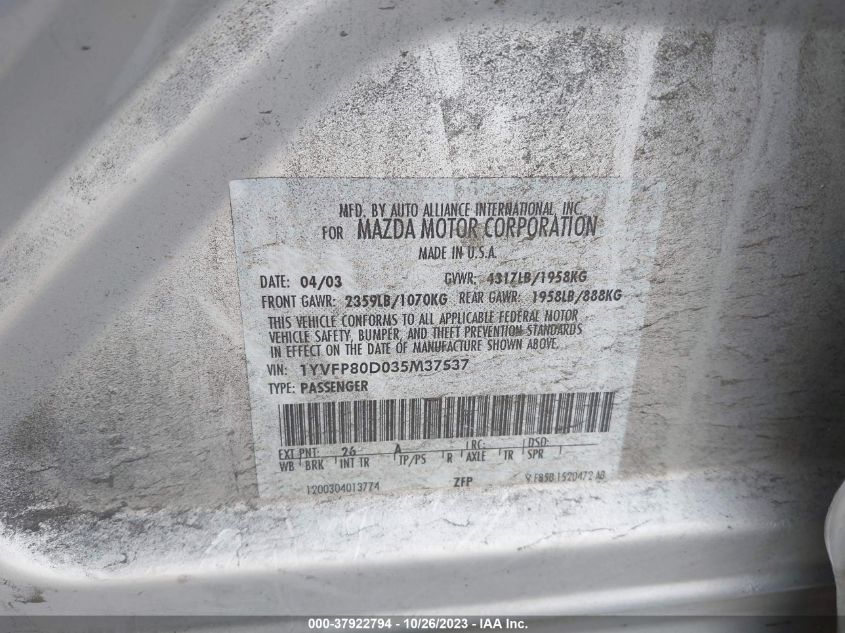 MFD. BY AUTO ALLIANCE INTERNATIONAL, INC.
FOR MAZDA MOTOR CORPORATION
MADE IN U.S.A.
DATE: 04/03 GVWR: 4317LB/1958KG
FRONT GAWR: 2359LB/1070KG REAR GAWR: 1958LB/888KG
THIS VEHICLE CONFORMS TO ALL APPLICABLE FEDERAL MOTOR
VEHICLE SAFETY, BUMPER, AND THEFT PREVENTION STANDARDS
IN EFFECT ON THE DATE OF MANUFACTURE SHOWN ABOVE.
VIN: 1YVFP80D035M37537
TYPE: PASSENGER
EXT PNT: 26 A RC: DSO:
WB BRK INT TR TP/PS R AXLE TR SPR
1200304013774 ZFP F85B 1520472 AB
000-37922794 - 10/26/2023 - IAA Inc.